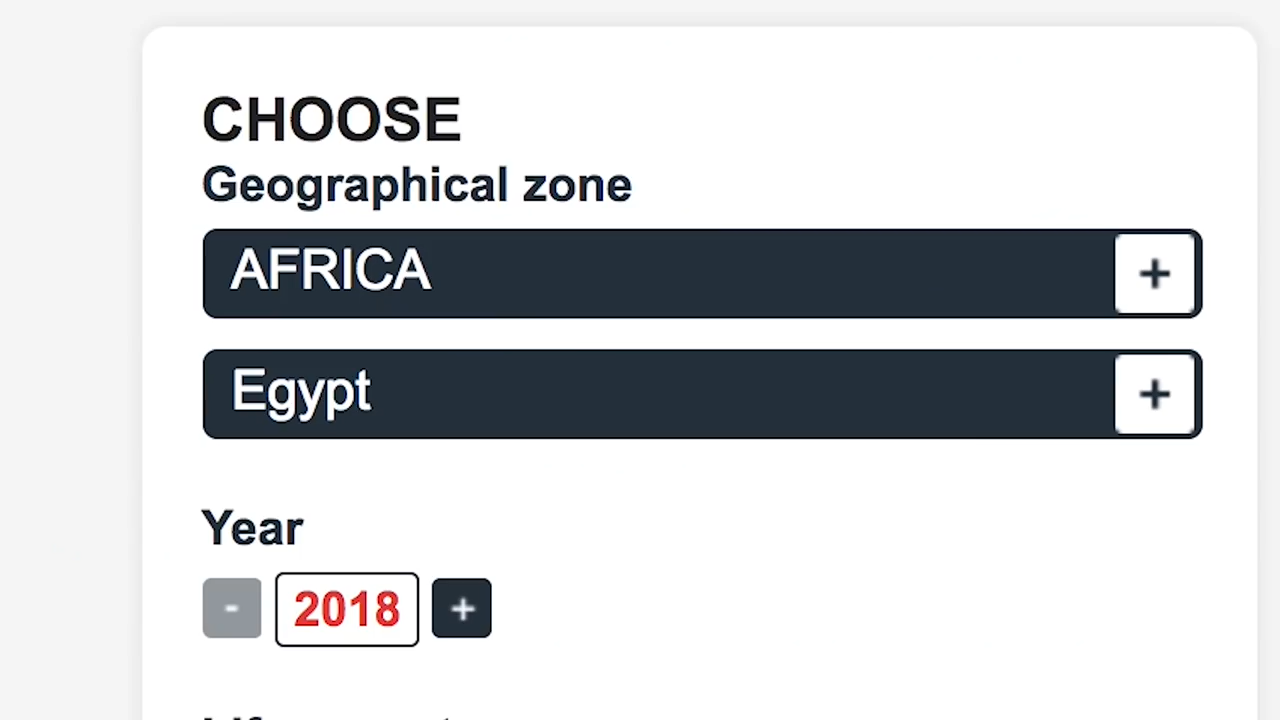 CHOOSE
Geographical zone
AFRICA +
Egypt +
Year
- 2018 +